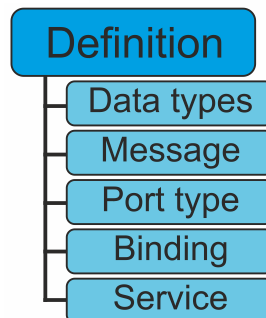 Definition
Data types
Message
Port type
Binding
Service